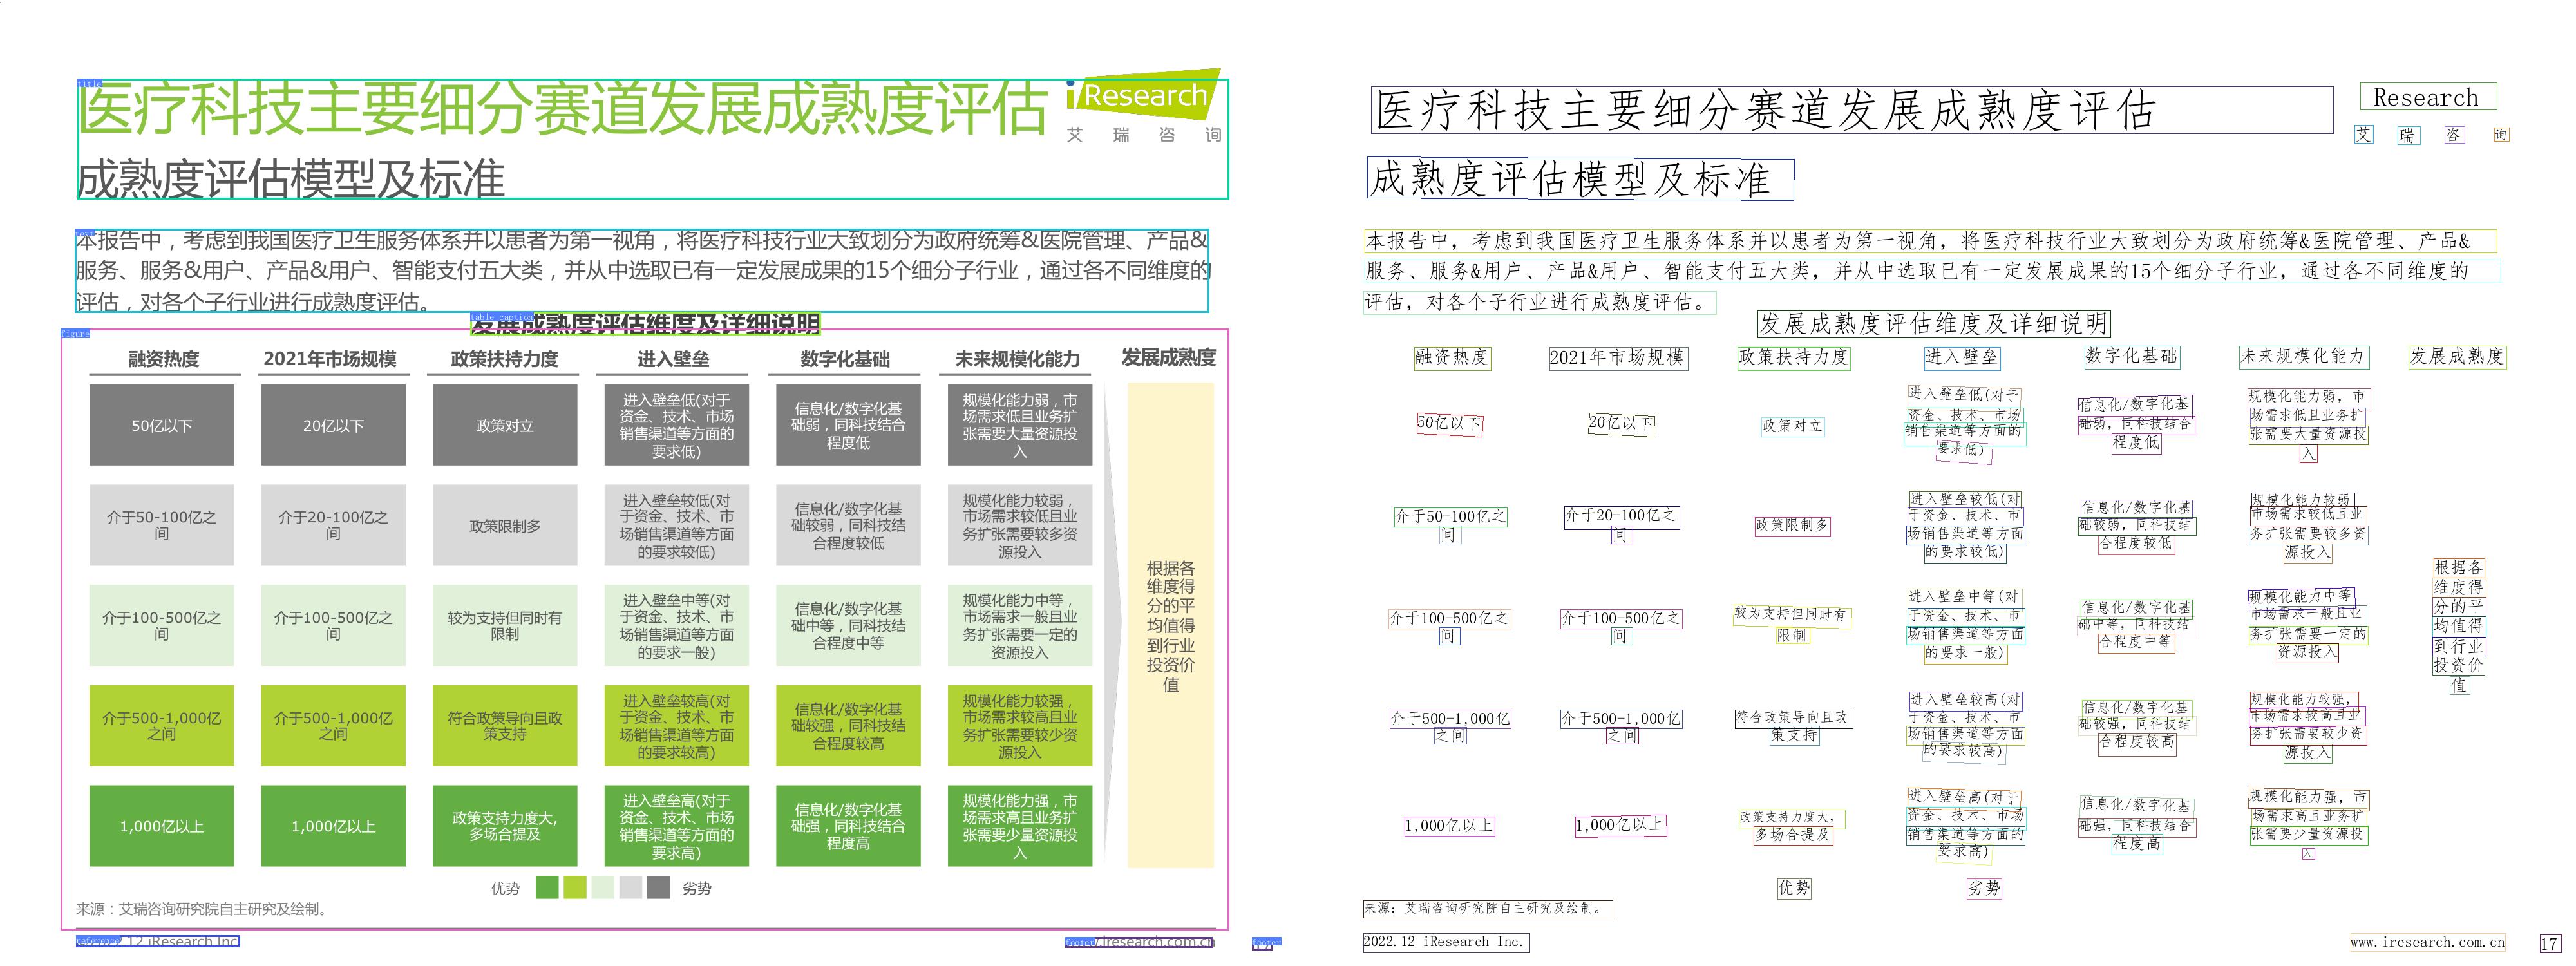 title
医疗科技主要细分赛道发展成熟度评估
iResearch
艾 瑞 咨 询
成熟度评估模型及标准
本报告中，考虑到我国医疗卫生服务体系并以患者为第一视角，将医疗科技行业大致划分为政府统筹&医院管理、产品&
服务、服务&用户、产品&用户、智能支付五大类，并从中选取已有一定发展成果的15个细分子行业，通过各不同维度的
评估，对各个子行业进行成熟度评估。
table_caption
发展成熟度评估维度及详细说明
figure
融资热度 2021年市场规模 政策扶持力度 进入壁垒 数字化基础 未来规模化能力 发展成熟度
50亿以下
20亿以下
政策对立
进入壁垒低(对于
资金、技术、市场
销售渠道等方面的
要求低)
信息化/数字化基
础弱，同科技结合
程度低
规模化能力弱，市
场需求低且业务扩
张需要大量资源投
入
介于50-100亿之
间
介于20-100亿之
间
政策限制多
进入壁垒较低(对
于资金、技术、市
场销售渠道等方面
的要求较低)
信息化/数字化基
础较弱，同科技结
合程度较低
规模化能力较弱，
市场需求较低且业
务扩张需要较多资
源投入
介于100-500亿之
间
介于100-500亿之
间
较为支持但同时有
限制
进入壁垒中等(对
于资金、技术、市
场销售渠道等方面
的要求一般)
信息化/数字化基
础中等，同科技结
合程度中等
规模化能力中等，
市场需求一般且业
务扩张需要一定的
资源投入
介于500-1,000亿
之间
介于500-1,000亿
之间
符合政策导向且政
策支持
进入壁垒较高(对
于资金、技术、市
场销售渠道等方面
的要求较高)
信息化/数字化基
础较强，同科技结
合程度较高
规模化能力较强，
市场需求较高且业
务扩张需要较少资
源投入
1,000亿以上
1,000亿以上
政策支持力度大,
多场合提及
进入壁垒高(对于
资金、技术、市场
销售渠道等方面的
要求高)
信息化/数字化基
础强，同科技结合
程度高
规模化能力强，市
场需求高且业务扩
张需要少量资源投
入
根据各
维度得
分的平
均值得
到行业
投资价
值
优势 劣势
来源：艾瑞咨询研究院自主研究及绘制。
reference 12 iResearch Inc
footer iresearch.com.cn
footer
医疗科技主要细分赛道发展成熟度评估
Research
艾 瑞 咨 询
成熟度评估模型及标准
本报告中，考虑到我国医疗卫生服务体系并以患者为第一视角，将医疗科技行业大致划分为政府统筹&医院管理、产品&
服务、服务&用户、产品&用户、智能支付五大类，并从中选取已有一定发展成果的15个细分子行业，通过各不同维度的
评估，对各个子行业进行成熟度评估。
发展成熟度评估维度及详细说明
融资热度 2021年市场规模 政策扶持力度 进入壁垒 数字化基础 未来规模化能力 发展成熟度
50亿以下
20亿以下
政策对立
进入壁垒低(对于
资金、技术、市场
销售渠道等方面的
要求低)
信息化/数字化基
础弱，同科技结合
程度低
规模化能力弱，市
场需求低且业务扩
张需要大量资源投
入
介于50-100亿之
间
介于20-100亿之
间
政策限制多
进入壁垒较低(对
于资金、技术、市
场销售渠道等方面
的要求较低)
信息化/数字化基
础较弱，同科技结
合程度较低
规模化能力较弱
市场需求较低且业
务扩张需要较多资
源投入
介于100-500亿之
间
介于100-500亿之
间
较为支持但同时有
限制
进入壁垒中等(对
于资金、技术、市
场销售渠道等方面
的要求一般)
信息化/数字化基
础中等，同科技结
合程度中等
规模化能力中等，
市场需求一般且业
务扩张需要一定的
资源投入
介于500-1,000亿
之间
介于500-1,000亿
之间
符合政策导向且政
策支持
进入壁垒较高(对
于资金、技术、市
场销售渠道等方面
的要求较高)
信息化/数字化基
础较强，同科技结
合程度较高
规模化能力较强，
市场需求较高且业
务扩张需要较少资
源投入
1,000亿以上
1,000亿以上
政策支持力度大，
多场合提及
进入壁垒高(对于
资金、技术、市场
销售渠道等方面的
要求高)
信息化/数字化基
础强，同科技结合
程度高
规模化能力强，市
场需求高且业务扩
张需要少量资源投
入
根据各
维度得
分的平
均值得
到行业
投资价
值
优势 劣势
来源：艾瑞咨询研究院自主研究及绘制。
2022.12 iResearch Inc.
www.iresearch.com.cn
17